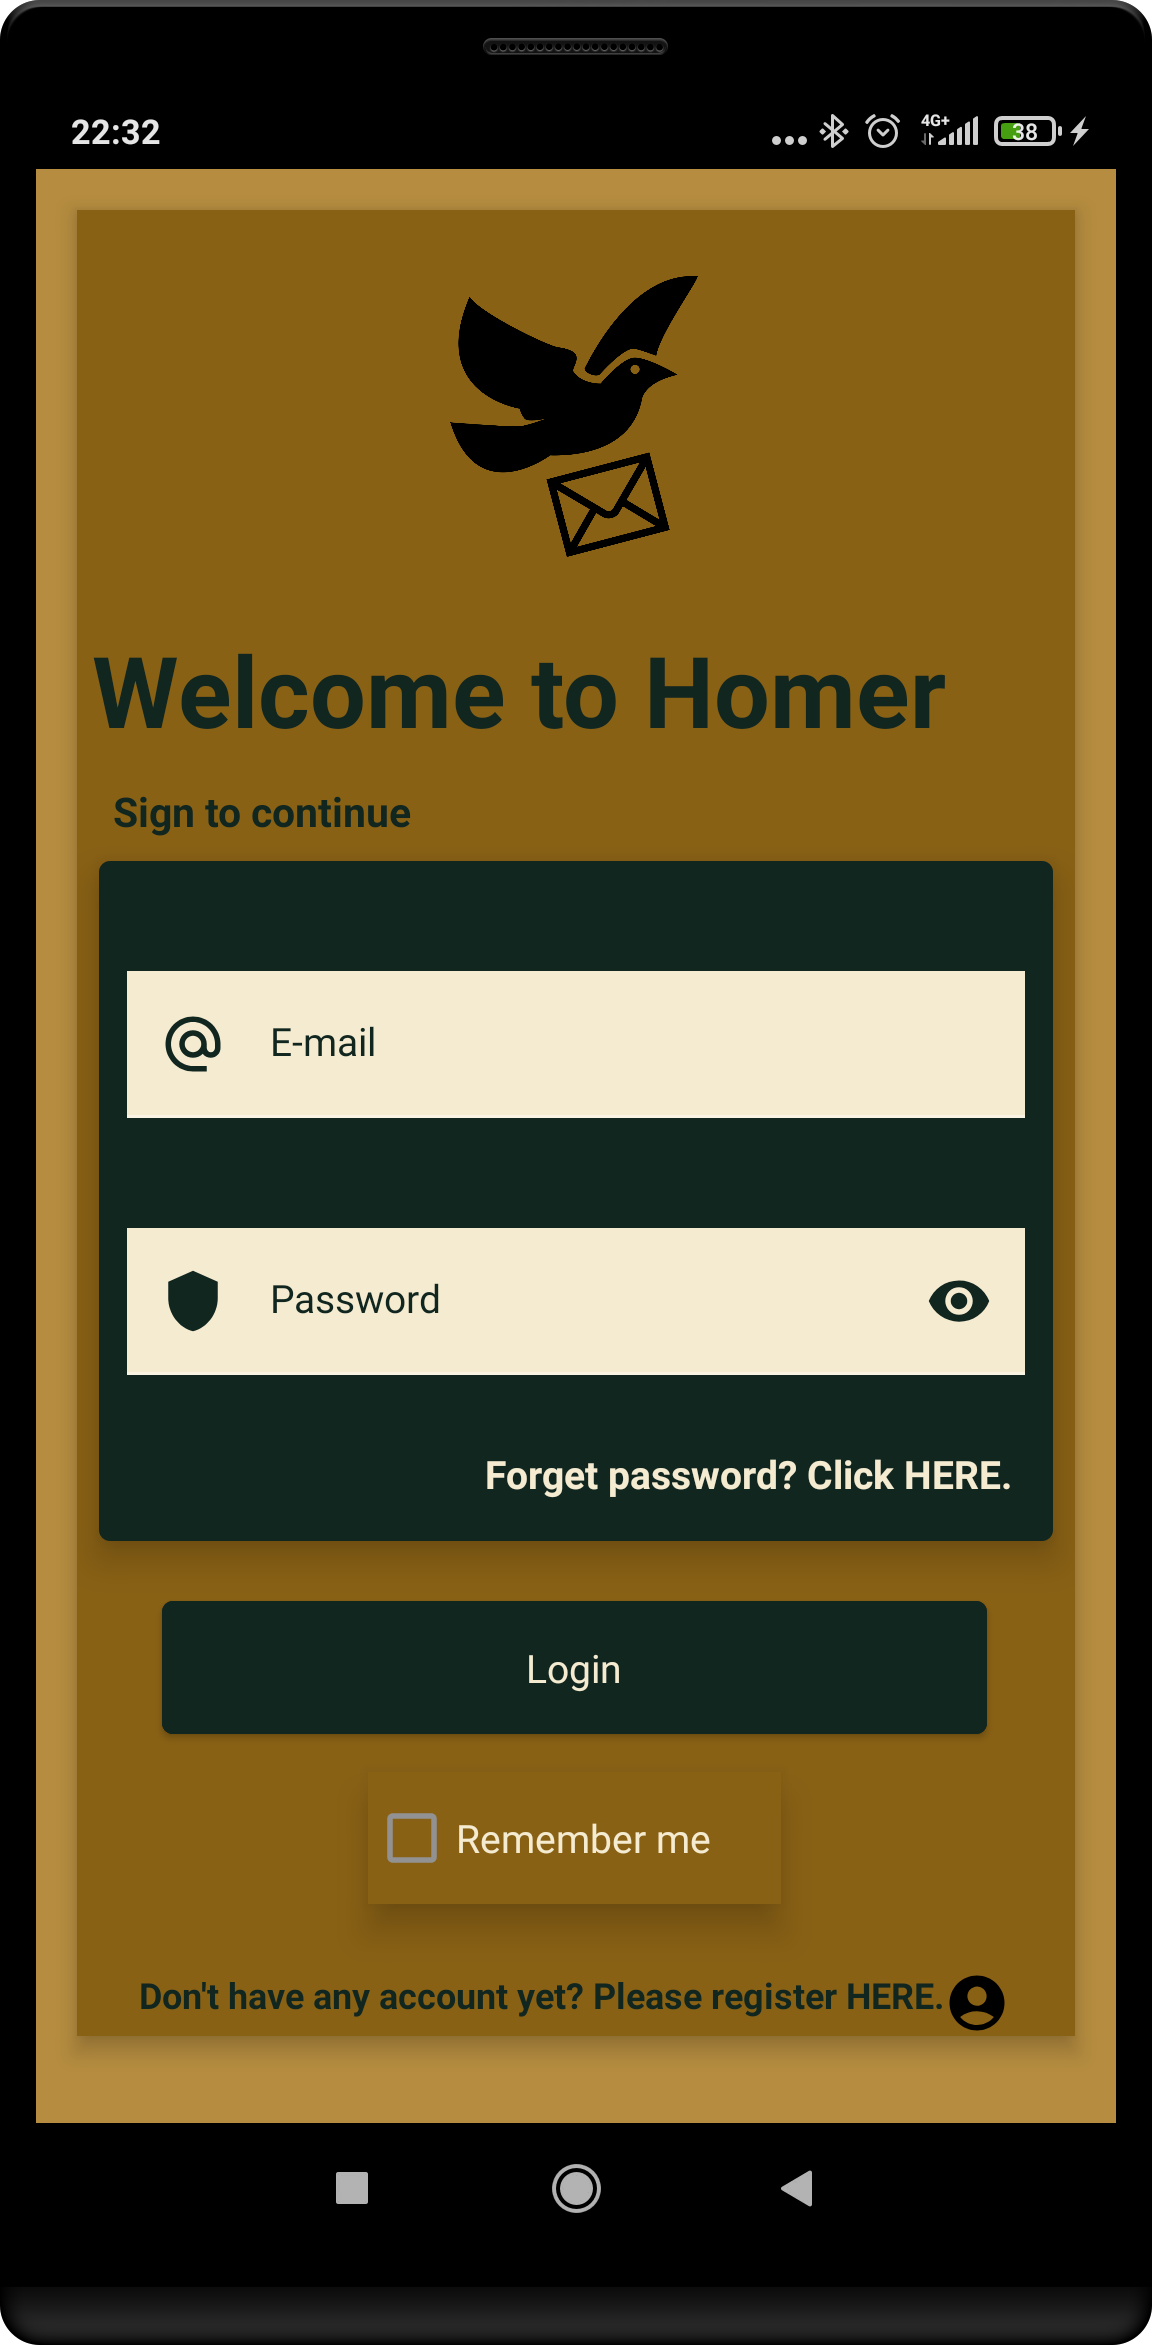 22:32
4G+
38
Welcome to Homer
Sign to continue
E-mail
Password
Forget password? Click HERE.
Login
Remember me
Don't have any account yet? Please register HERE.